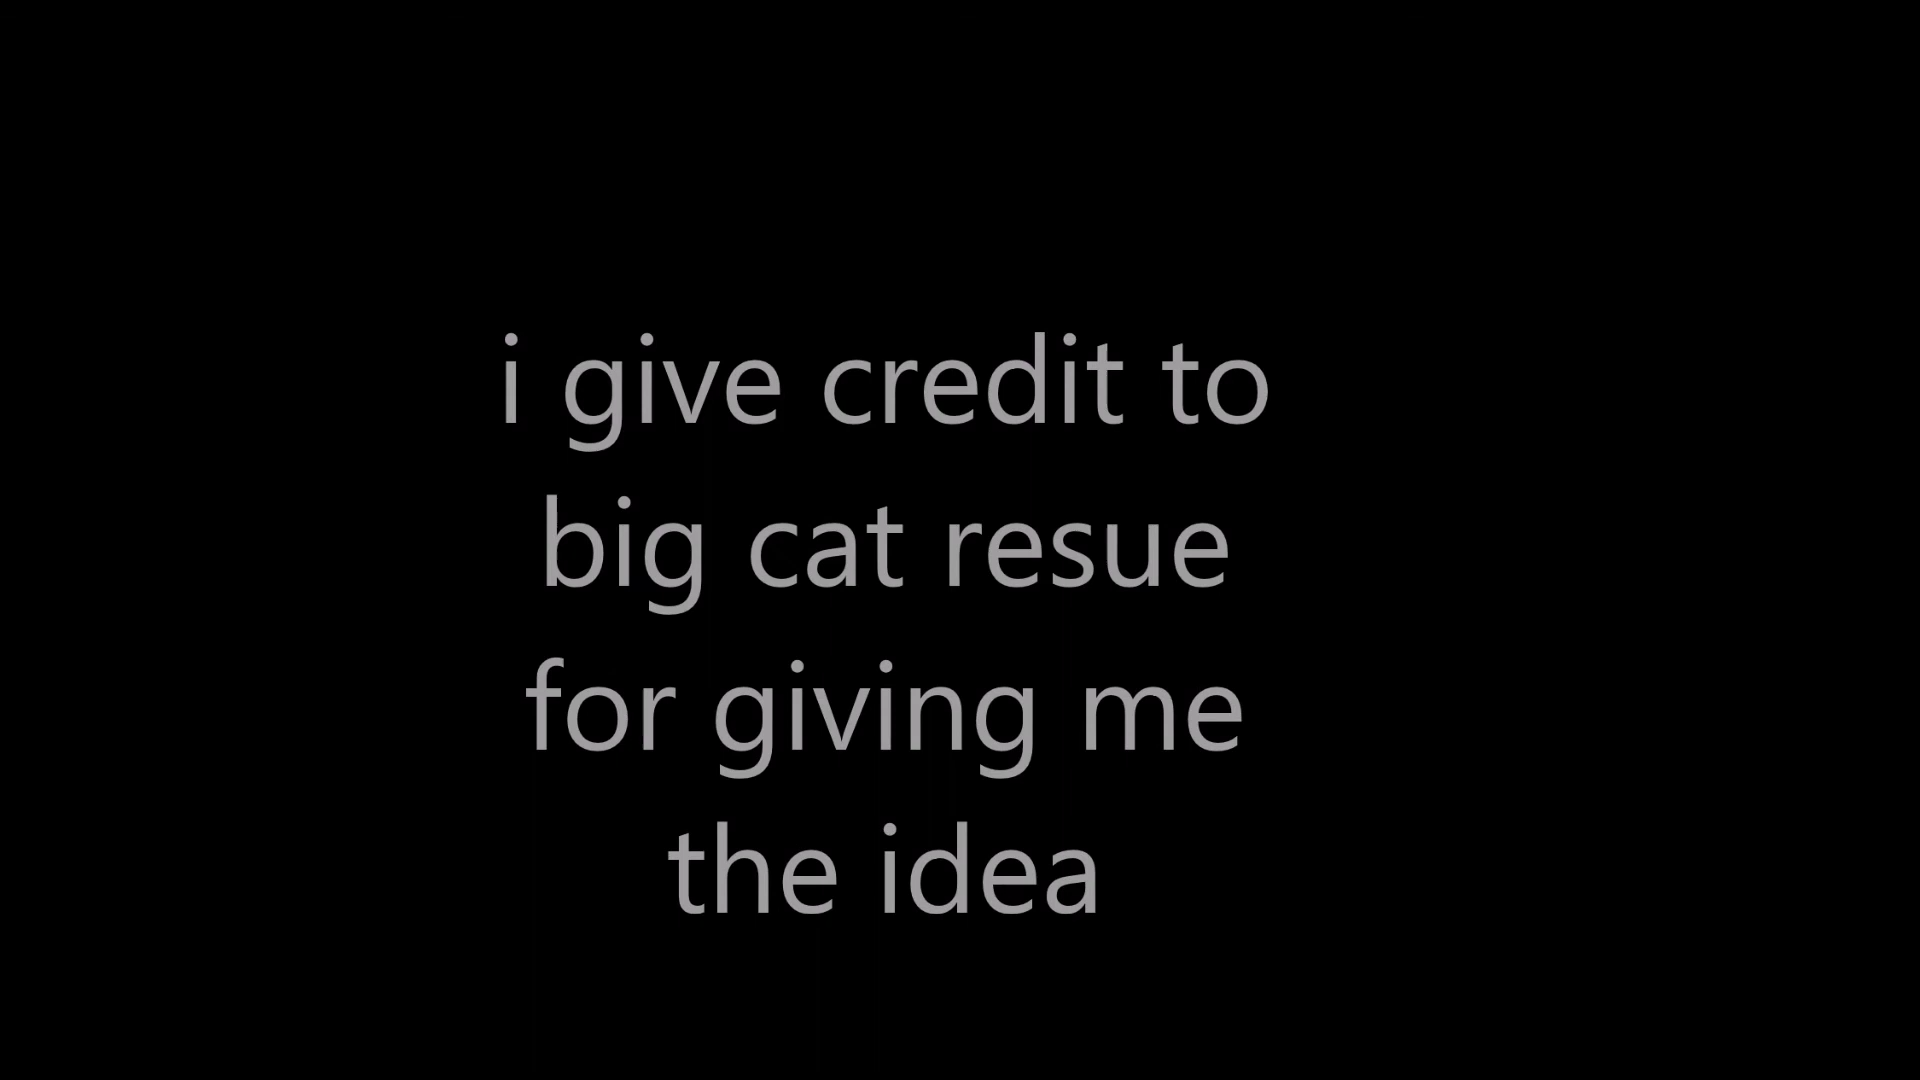 i give credit to
big cat resue
for giving me
the idea